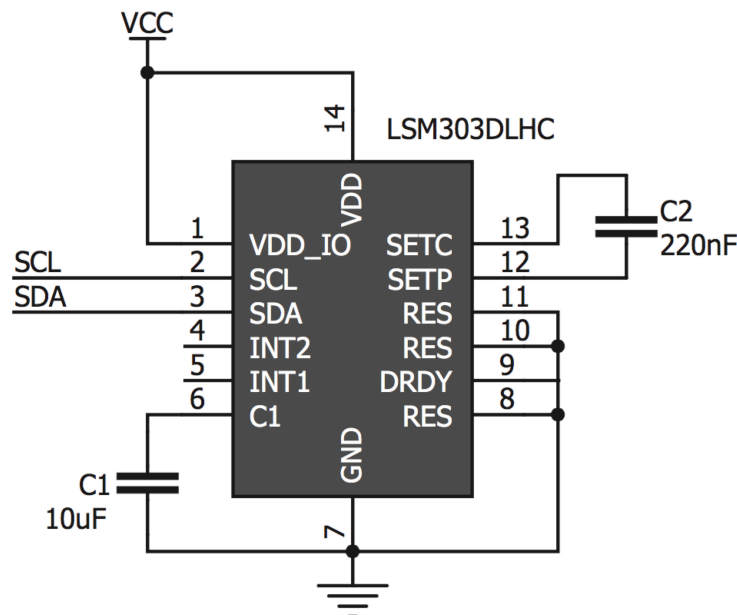 VCC
14
LSM303DLHC
VDD
1
VDD_IO
SETC
13
C2
220nF
SCL
2
SCL
SETP
12
SDA
3
SDA
RES
11
4
INT2
RES
10
5
INT1
DRDY
9
6
C1
RES
8
GND
C1
10uF
7